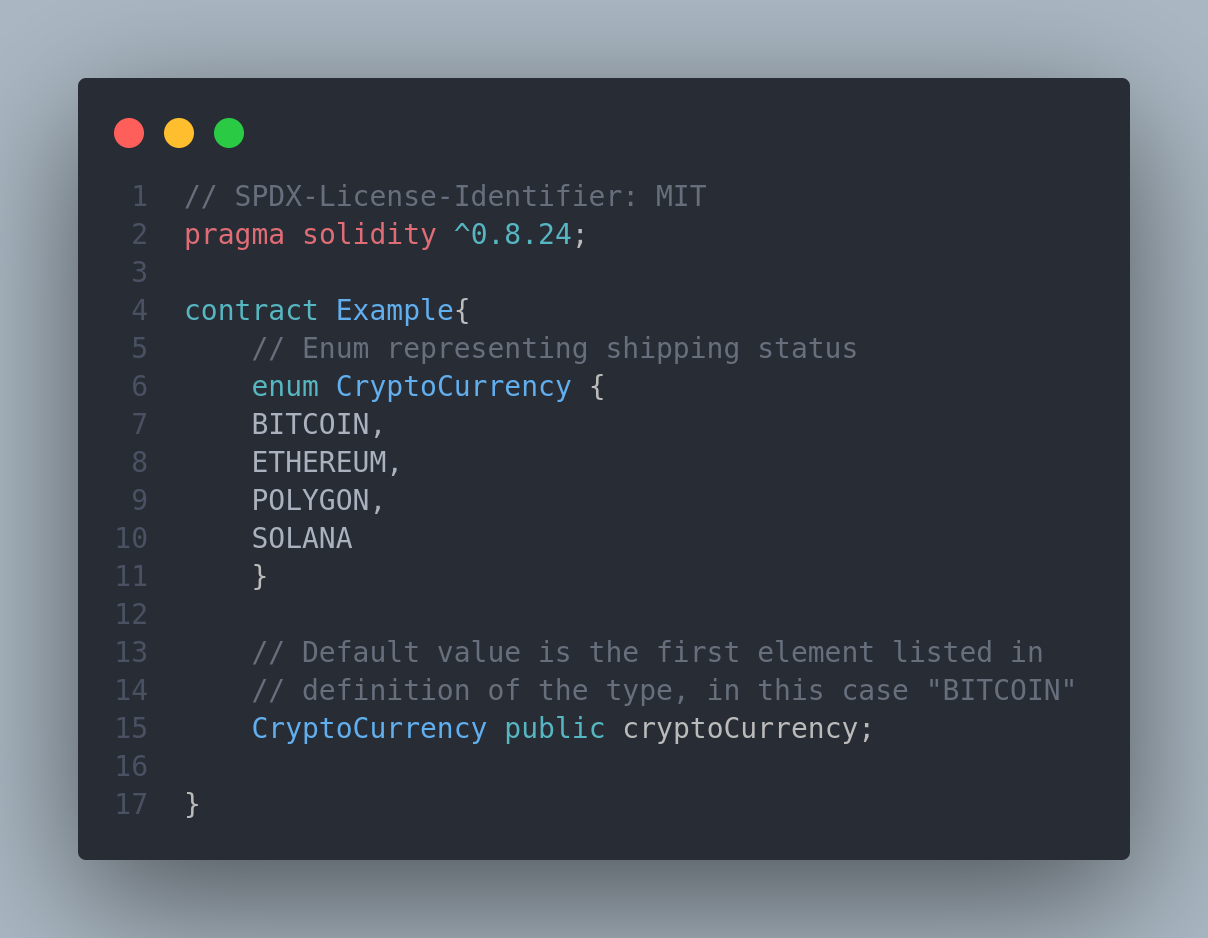 1 // SPDX-License-Identifier: MIT
2 pragma solidity ^0.8.24;
3
4 contract Example{
5     // Enum representing shipping status
6     enum CryptoCurrency {
7     BITCOIN,
8     ETHEREUM,
9     POLYGON,
10     SOLANA
11     }
12
13     // Default value is the first element listed in
14     // definition of the type, in this case "BITCOIN"
15     CryptoCurrency public cryptoCurrency;
16
17 }